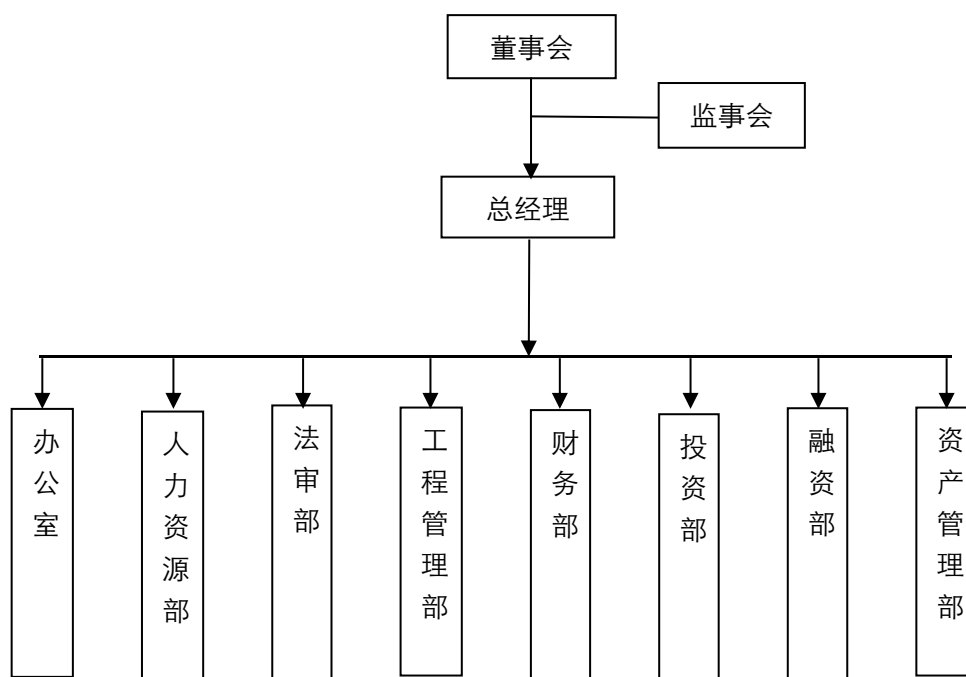 董事会
监事会
总经理
办公室
人力资源部
法审部
工程管理部
财务部
投资部
融资部
资产管理部